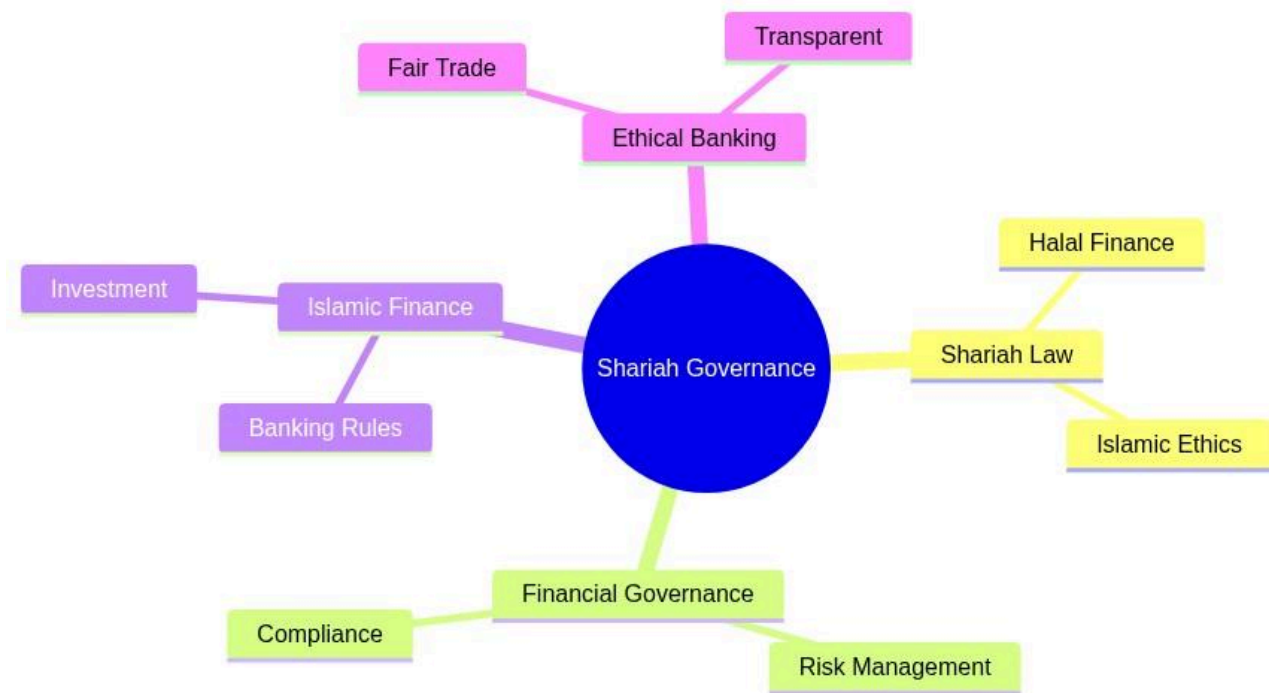 Transparent
Fair Trade
Ethical Banking
Halal Finance
Investment
Islamic Finance
Shariah Law
Shariah Governance
Banking Rules
Islamic Ethics
Financial Governance
Compliance
Risk Management